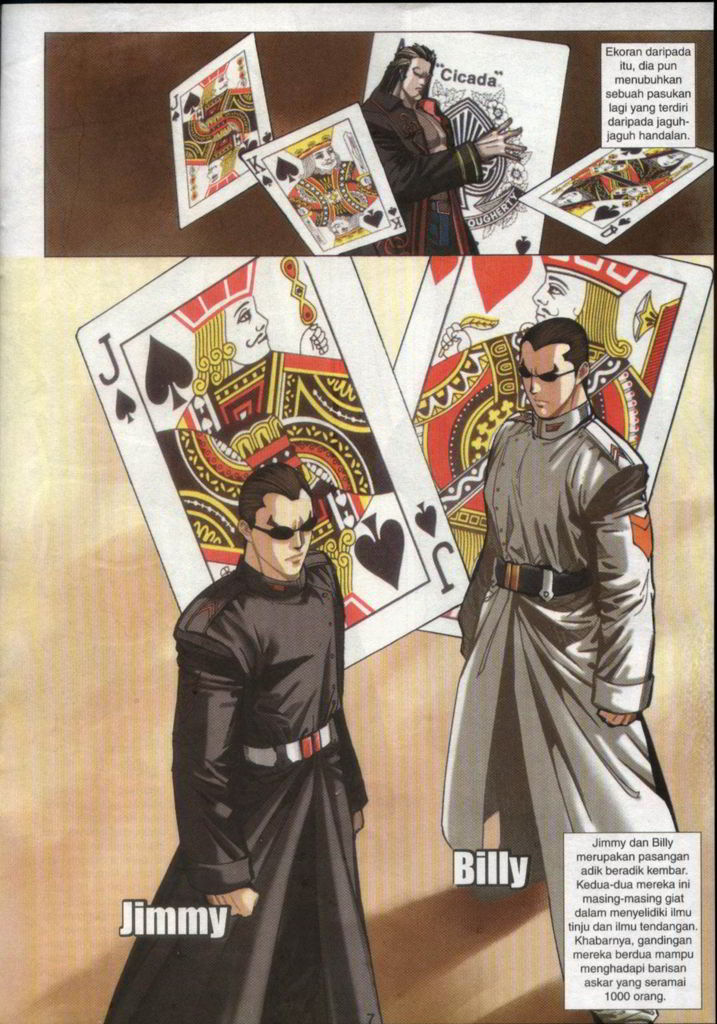 Ekoran daripada
itu, dia pun
menubuhkan
sebuah pasukan
lagi yang terdiri
daripada jaguh-
jaguh handalan.
"Cicada"
J
K
K
Q
J
J
Billy
Jimmy
Jimmy dan Billy
merupakan pasangan
adik beradik kembar.
Kedua-dua mereka ini
masing-masing giat
dalam menyelidiki ilmu
tinju dan ilmu tendangan.
Khabarnya, gandingan
mereka berdua mampu
menghadapi barisan
askar yang seramai
1000 orang.
7